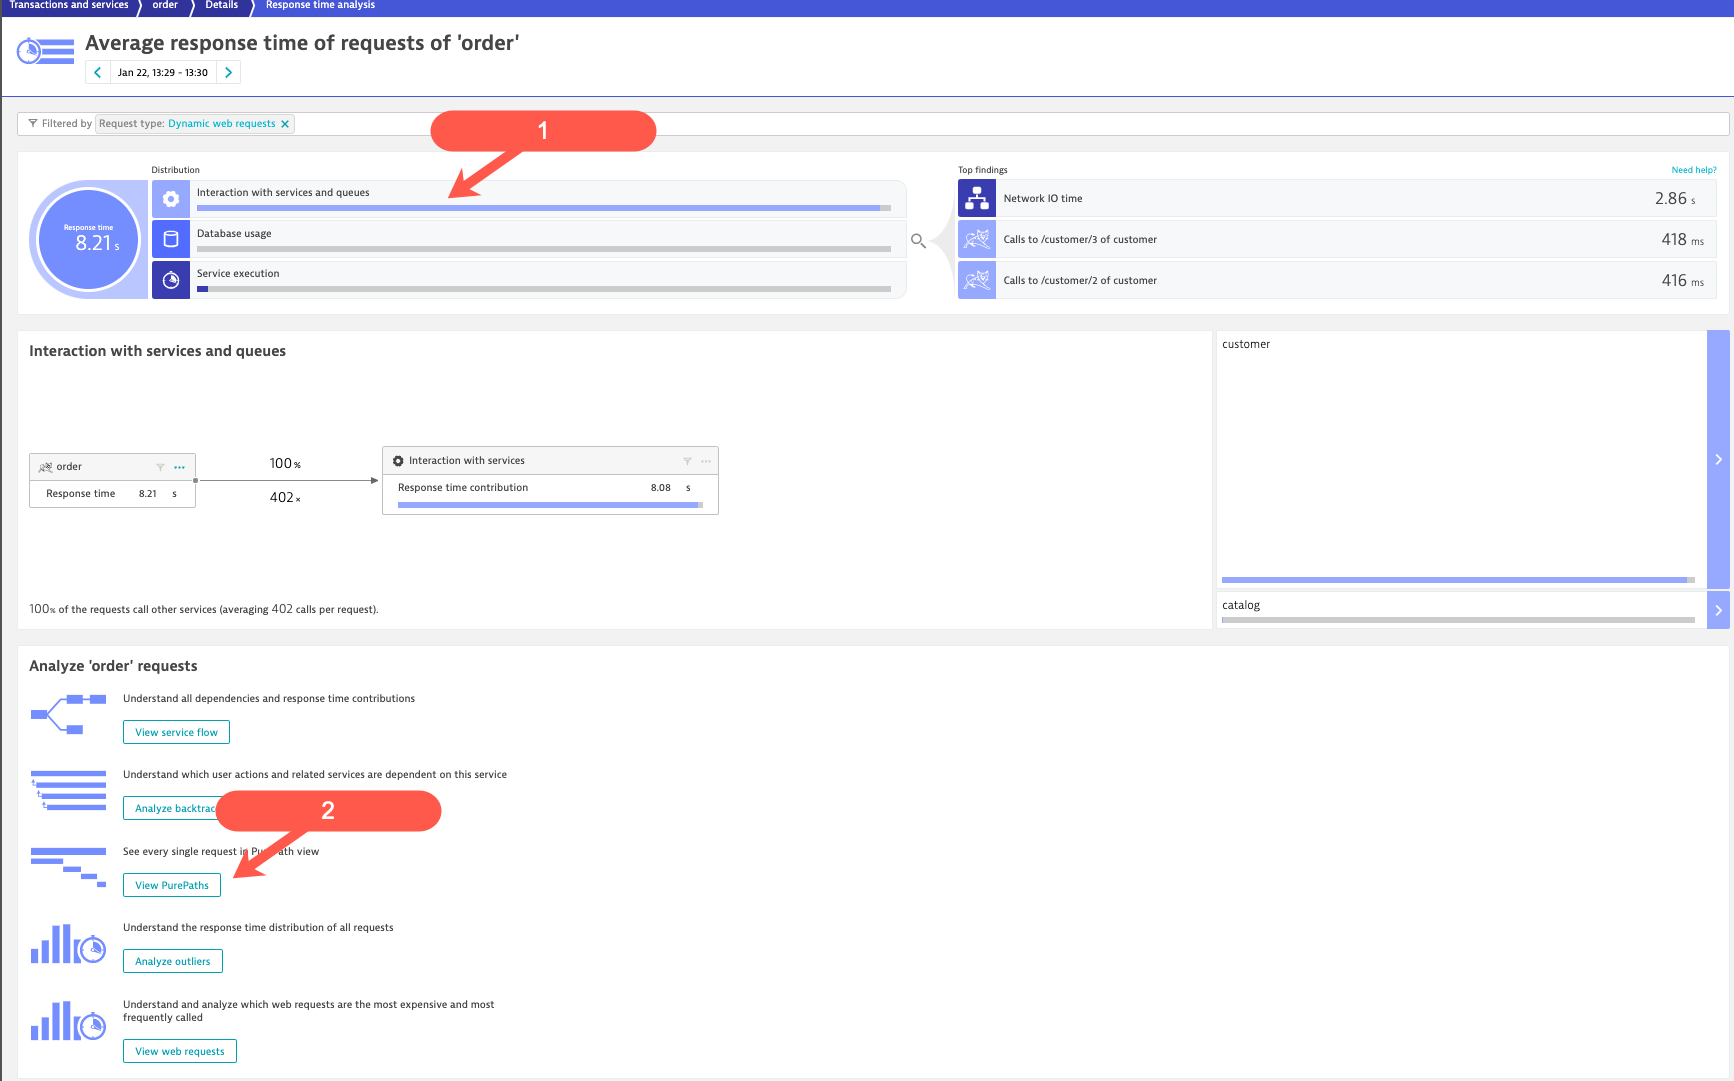 Transactions and services order Details Response time analysis
Average response time of requests of 'order'
Jan 22, 13:29 - 13:30
Filtered by Request type: Dynamic web requests
1
Distribution
Response time
8.21 s
Interaction with services and queues
Database usage
Service execution
Top findings Need help?
Network IO time 2.86 s
Calls to /customer/3 of customer 418 ms
Calls to /customer/2 of customer 416 ms
Interaction with services and queues
order
Response time 8.21 s
100 %
402 x
Interaction with services
Response time contribution 8.08 s
100% of the requests call other services (averaging 402 calls per request).
customer
catalog
Analyze 'order' requests
Understand all dependencies and response time contributions
View service flow
Understand which user actions and related services are dependent on this service
Analyze
2
See every single request view
View PurePaths
Understand the response time distribution of all requests
Analyze outliers
Understand and analyze which web requests are the most expensive and most
frequently called
View web requests